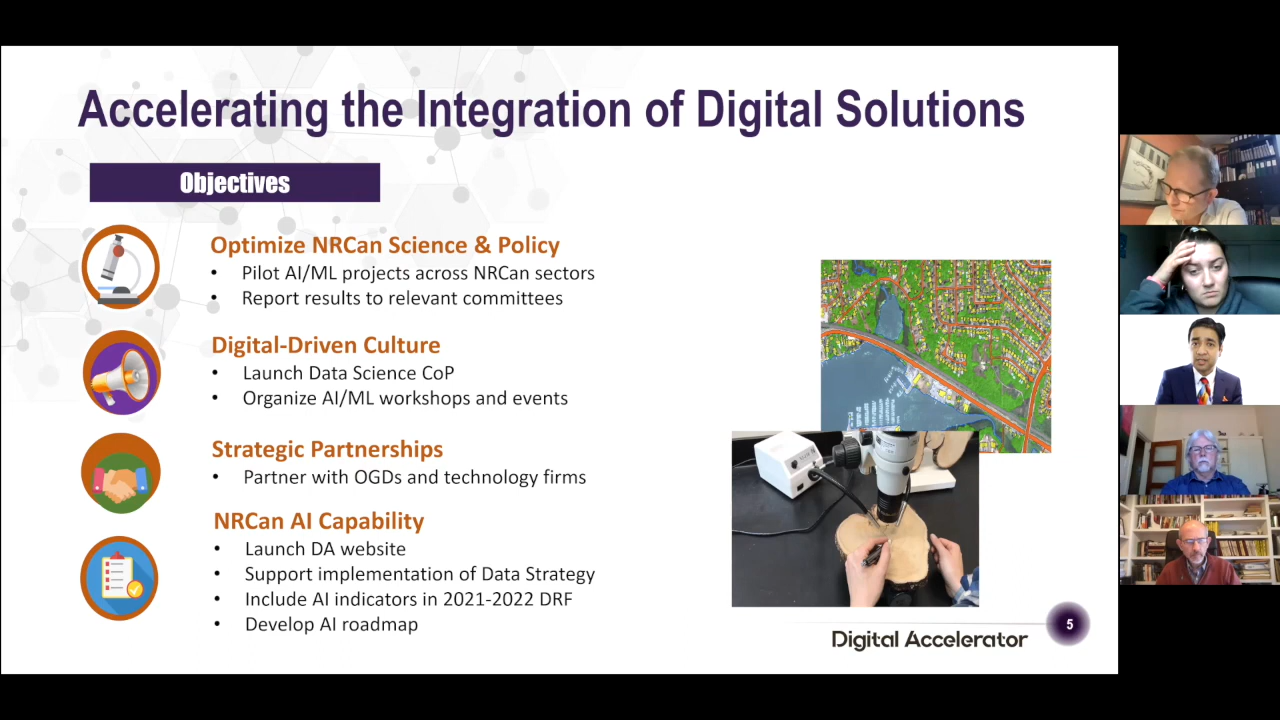 Accelerating the Integration of Digital Solutions
Objectives
Optimize NRCan Science & Policy
• Pilot AI/ML projects across NRCan sectors
• Report results to relevant committees
Digital-Driven Culture
• Launch Data Science CoP
• Organize AI/ML workshops and events
Strategic Partnerships
• Partner with OGDs and technology firms
NRCan AI Capability
• Launch DA website
• Support implementation of Data Strategy
• Include AI indicators in 2021-2022 DRF
• Develop AI roadmap
Digital Accelerator
5